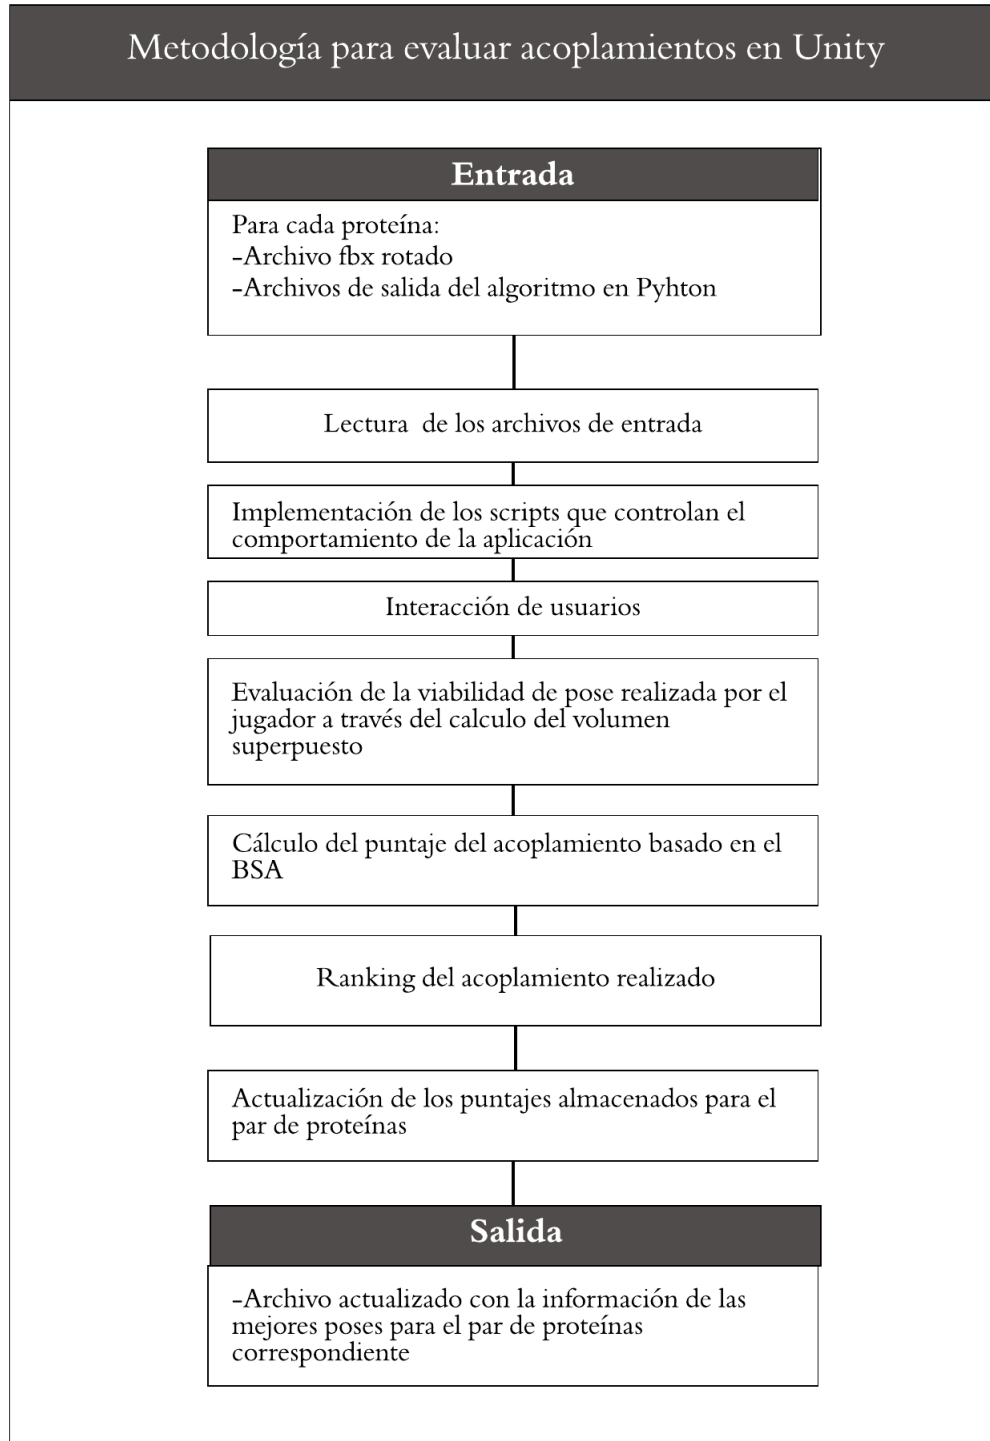 Metodología para evaluar acoplamientos en Unity
Entrada
Para cada proteína:
-Archivo fbx rotado
-Archivos de salida del algoritmo en Pyhton
Lectura de los archivos de entrada
Implementación de los scripts que controlan el
comportamiento de la aplicación
Interacción de usuarios
Evaluación de la viabilidad de pose realizada por el
jugador a través del calculo del volumen
superpuesto
Cálculo del puntaje del acoplamiento basado en el
BSA
Ranking del acoplamiento realizado
Actualización de los puntajes almacenados para el
par de proteínas
Salida
-Archivo actualizado con la información de las
mejores poses para el par de proteínas
correspondiente